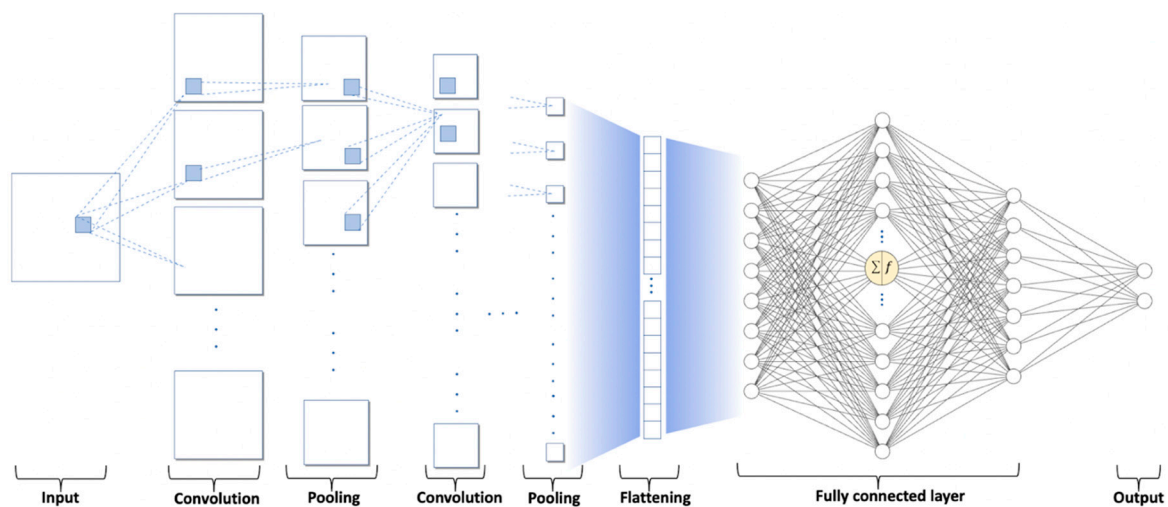 ∑ f
Input
Convolution
Pooling
Convolution
Pooling
Flattening
Fully connected layer
Output